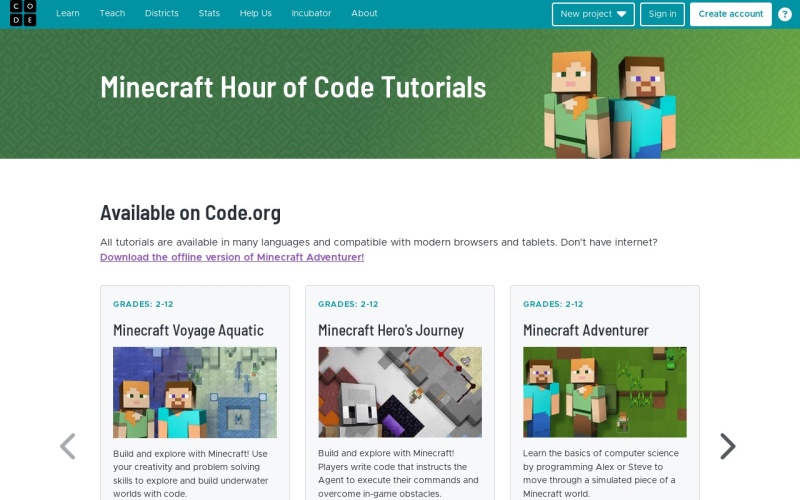 C O
D E
Learn Teach Districts Stats Help Us Incubator About New project Sign in Create account ?
Minecraft Hour of Code Tutorials
Available on Code.org
All tutorials are available in many languages and compatible with modern browsers and tablets. Don't have internet?
Download the offline version of Minecraft Adventurer!
GRADES: 2-12
Minecraft Voyage Aquatic
Build and explore with Minecraft! Use
your creativity and problem solving
skills to explore and build underwater
worlds with code.
GRADES: 2-12
Minecraft Hero's Journey
Build and explore with Minecraft!
Players write code that instructs the
Agent to execute their commands and
overcome in-game obstacles.
GRADES: 2-12
Minecraft Adventurer
Learn the basics of computer science
by programming Alex or Steve to
move through a simulated piece of a
Minecraft world.